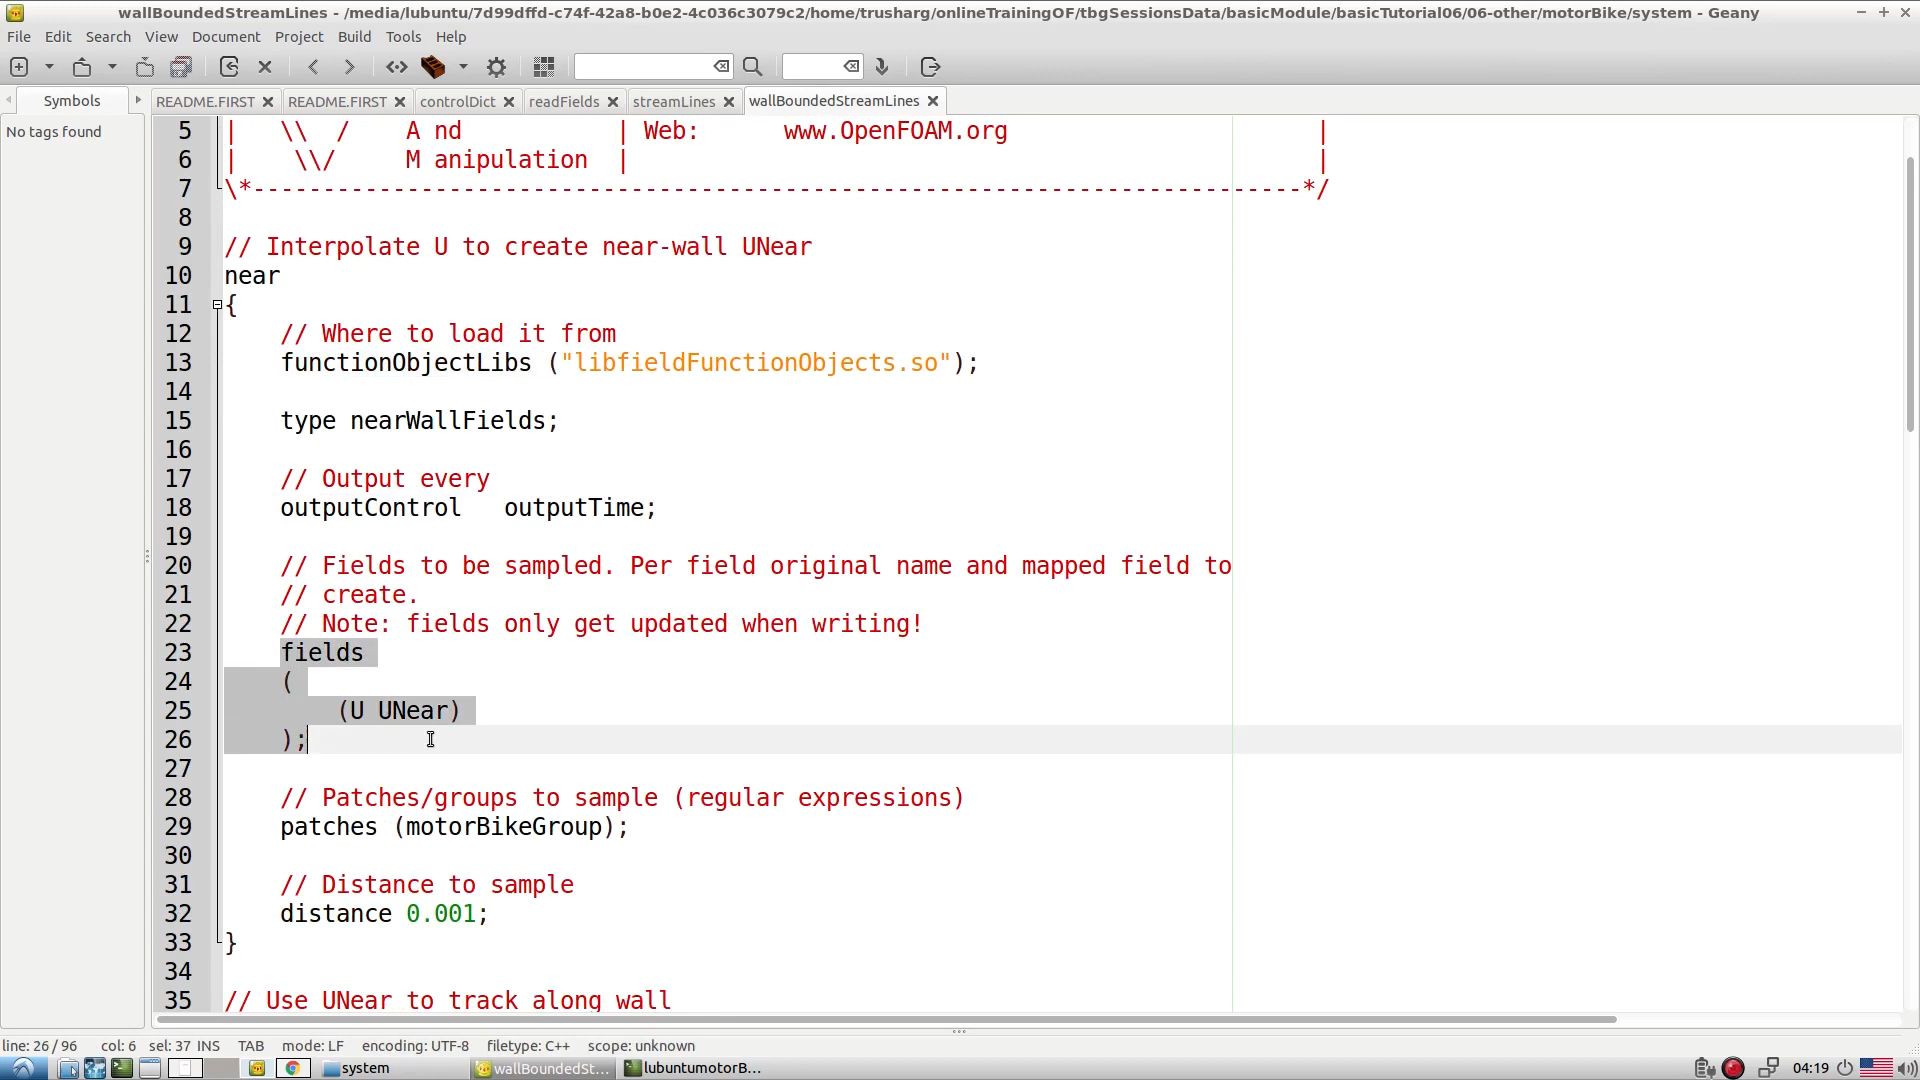 wallBoundedStreamLines - /media/lubuntu/7d99dffd-c74f-42a8-b0e2-4c036c3079c2/home/trusharg/onlineTrainingOF/tbgSessionsData/basicModule/basicTutorial06/06-other/motorBike/system - Geany
File Edit Search View Document Project Build Tools Help
Symbols README.FIRST README.FIRST controlDict readFields streamLines wallBoundedStreamLines
No tags found
5 |   \\  /    A nd           | Web:      www.OpenFOAM.org                      |
6 |    \\/     M anipulation  |                                                 |
7 \*---------------------------------------------------------------------------*/
8
9 // Interpolate U to create near-wall UNear
10 near
11 {
12     // Where to load it from
13     functionObjectLibs ("libfieldFunctionObjects.so");
14
15     type nearWallFields;
16
17     // Output every
18     outputControl   outputTime;
19
20     // Fields to be sampled. Per field original name and mapped field to
21     // create.
22     // Note: fields only get updated when writing!
23     fields
24     (
25         (U UNear)
26     );
27
28     // Patches/groups to sample (regular expressions)
29     patches (motorBikeGroup);
30
31     // Distance to sample
32     distance 0.001;
33 }
34
35 // Use UNear to track along wall
line: 26 / 96 col: 6 sel: 37 INS TAB mode: LF encoding: UTF-8 filetype: C++ scope: unknown
system wallBoundedSt... lubuntumotorB... 04:19